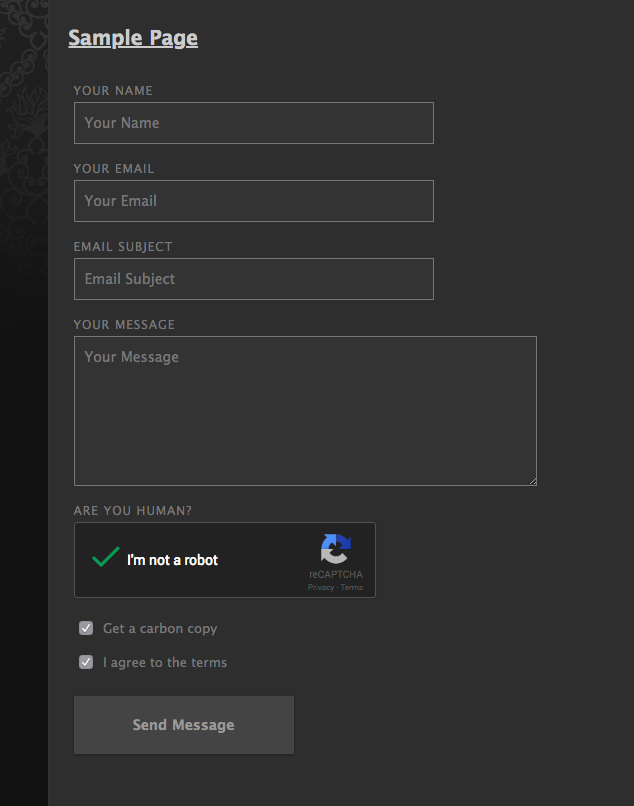 Sample Page
YOUR NAME
Your Name
YOUR EMAIL
Your Email
EMAIL SUBJECT
Email Subject
YOUR MESSAGE
Your Message
ARE YOU HUMAN?
I'm not a robot
reCAPTCHA
Privacy - Terms
Get a carbon copy
I agree to the terms
Send Message